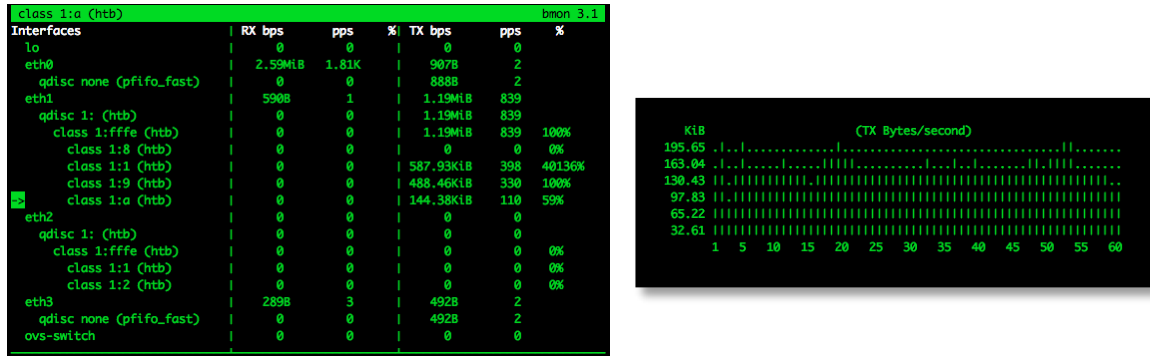 class 1:a (htb) bmon 3.1
Interfaces | RX bps pps %| TX bps pps %
lo | 0 0 | 0 0
eth0 | 2.59MiB 1.81K | 907B 2
qdisc none (pfifo_fast) | 0 0 | 888B 2
eth1 | 590B 1 | 1.19MiB 839
qdisc 1: (htb) | 0 0 | 1.19MiB 839
class 1:fffe (htb) | 0 0 | 1.19MiB 839 100%
class 1:8 (htb) | 0 0 | 0 0 0%
class 1:1 (htb) | 0 0 | 587.93KiB 398 40136%
class 1:9 (htb) | 0 0 | 488.46KiB 330 100%
-> class 1:a (htb) | 0 0 | 144.38KiB 110 59%
eth2 | 0 0 | 0 0
qdisc 1: (htb) | 0 0 | 0 0
class 1:fffe (htb) | 0 0 | 0 0 0%
class 1:1 (htb) | 0 0 | 0 0 0%
class 1:2 (htb) | 0 0 | 0 0 0%
eth3 | 289B 3 | 492B 2
qdisc none (pfifo_fast) | 0 0 | 492B 2
ovs-switch | 0 0 | 0 0
KiB (TX Bytes/second)
195.65 .|..|.............|................................||.......
163.04 .|..|.....|.....|||||..........|...|..|.......||.||||.......
130.43 ||.|||||||||||.||||||||||||||||||||||||||||||||||||||||||||..
97.83 ||.|||||||||||||||||||||||||||||||||||||||||||||||||||||||||
65.22 ||||||||||||||||||||||||||||||||||||||||||||||||||||||||||||
32.61 ||||||||||||||||||||||||||||||||||||||||||||||||||||||||||||
1 5 10 15 20 25 30 35 40 45 50 55 60